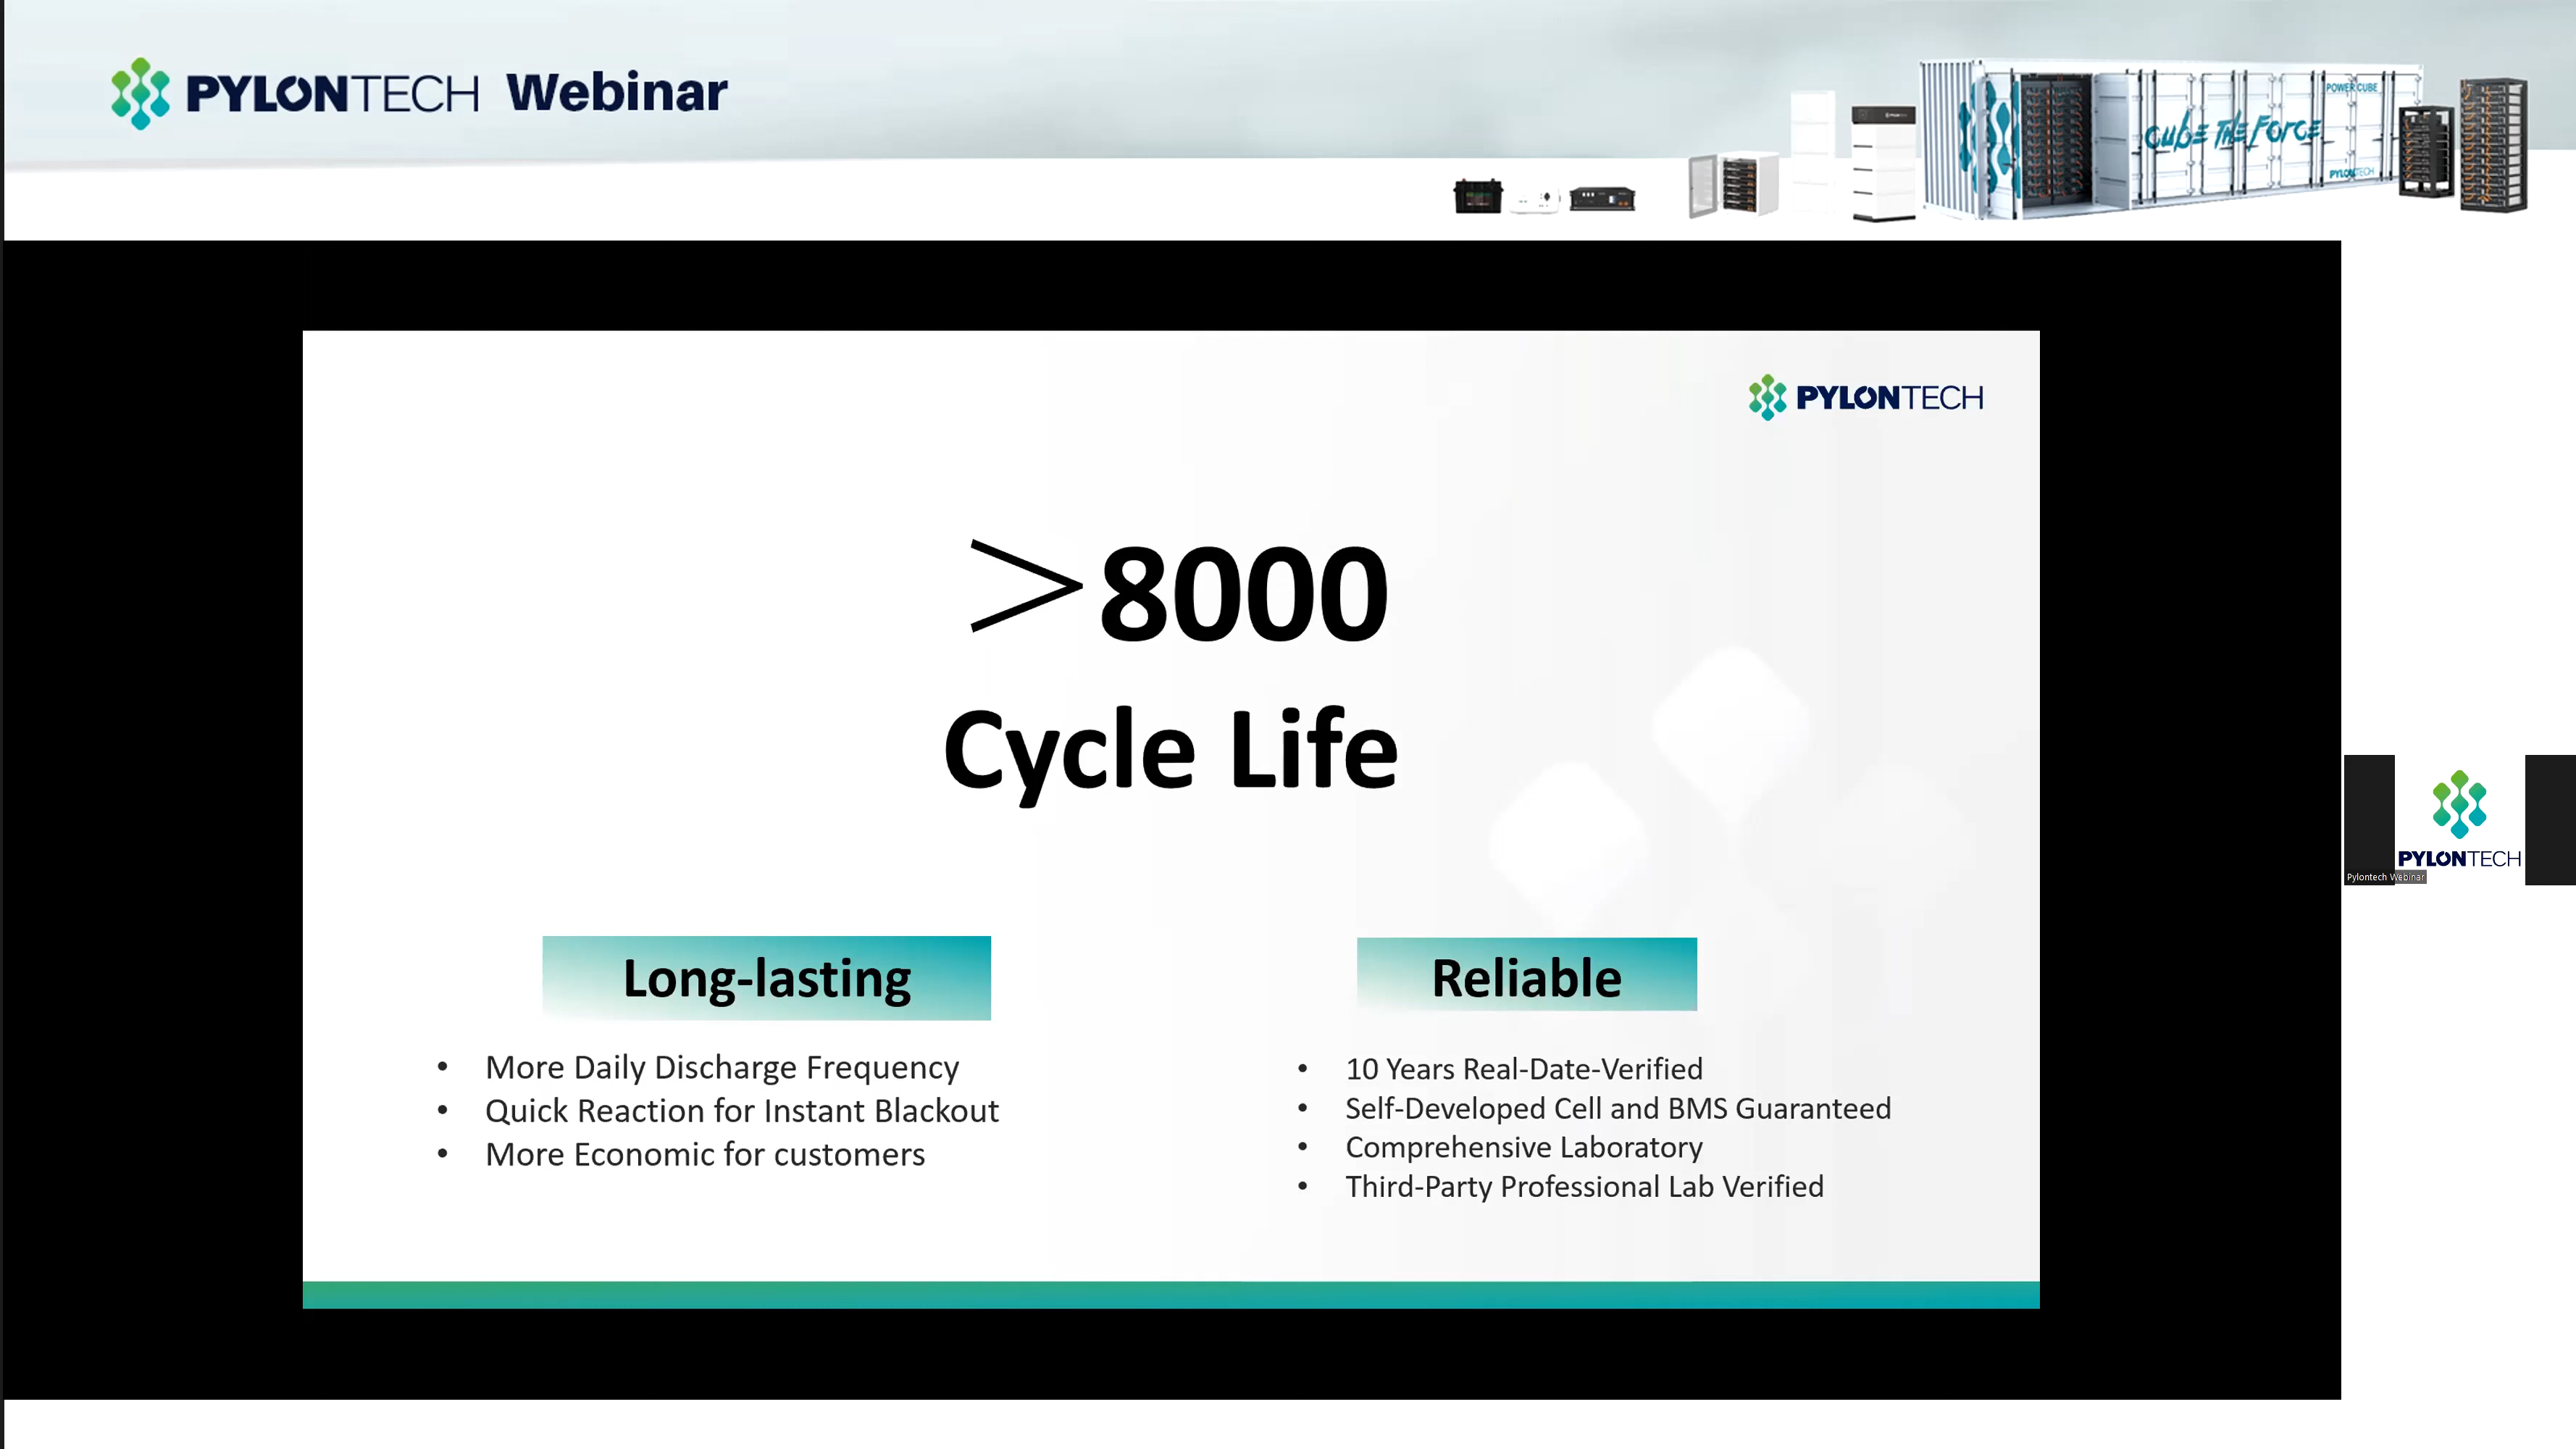 PYLONTECH Webinar
POWER CUBE
CUBE THE FORCE
PYLONTECH
PYLONTECH
>8000
Cycle Life
Long-lasting
• More Daily Discharge Frequency
• Quick Reaction for Instant Blackout
• More Economic for customers
Reliable
• 10 Years Real-Date-Verified
• Self-Developed Cell and BMS Guaranteed
• Comprehensive Laboratory
• Third-Party Professional Lab Verified
PYLONTECH
Pylontech Webinar